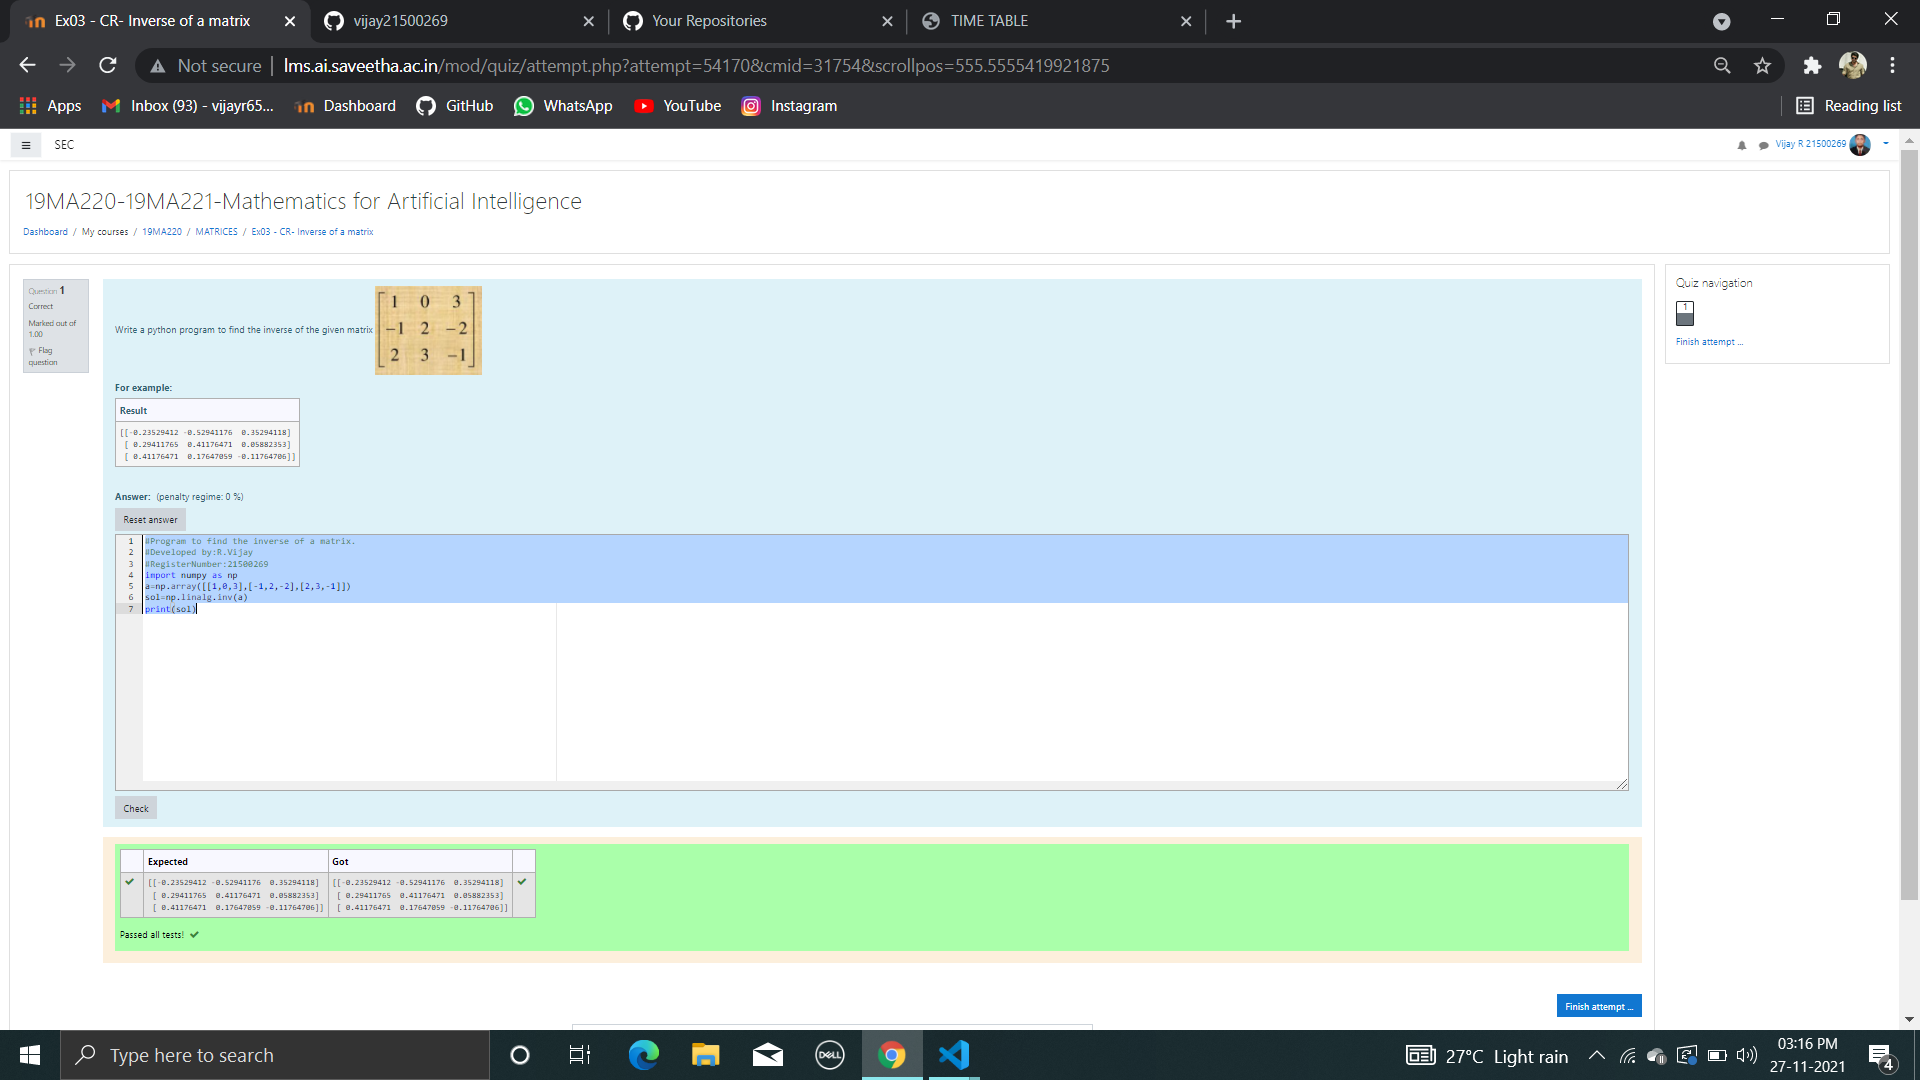 Ex03 - CR- Inverse of a matrix
vijay21500269
Your Repositories
TIME TABLE
Not secure | lms.ai.saveetha.ac.in/mod/quiz/attempt.php?attempt=54170&cmid=31754&scrollpos=555.5555419921875
Apps
Inbox (93) - vijayr65...
Dashboard
GitHub
WhatsApp
YouTube
Instagram
Reading list
SEC
Vijay R 21500269
19MA220-19MA221-Mathematics for Artificial Intelligence
Dashboard / My courses / 19MA220 / MATRICES / Ex03 - CR- Inverse of a matrix
Question 1
Correct
Marked out of
1.00
Flag
question
Write a python program to find the inverse of the given matrix
1 0 3
-1 2 -2
2 3 -1
For example:
Result
[[-0.23529412 -0.52941176 0.35294118]
[ 0.29411765 0.41176471 0.05882353]
[ 0.41176471 0.17647059 -0.11764706]]
Answer: (penalty regime: 0 %)
Reset answer
1 #Program to find the inverse of a matrix.
2 #Developed by:R.Vijay
3 #RegisterNumber:21500269
4 import numpy as np
5 a=np.array([[1,0,3],[-1,2,-2],[2,3,-1]])
6 sol=np.linalg.inv(a)
7 print(sol)
Check
Expected Got
[[-0.23529412 -0.52941176 0.35294118] [[-0.23529412 -0.52941176 0.35294118]
[ 0.29411765 0.41176471 0.05882353] [ 0.29411765 0.41176471 0.05882353]
[ 0.41176471 0.17647059 -0.11764706]] [ 0.41176471 0.17647059 -0.11764706]]
Passed all tests!
Finish attempt ...
Quiz navigation
1
Finish attempt ...
Type here to search
DELL
27°C Light rain
03:16 PM
27-11-2021
4